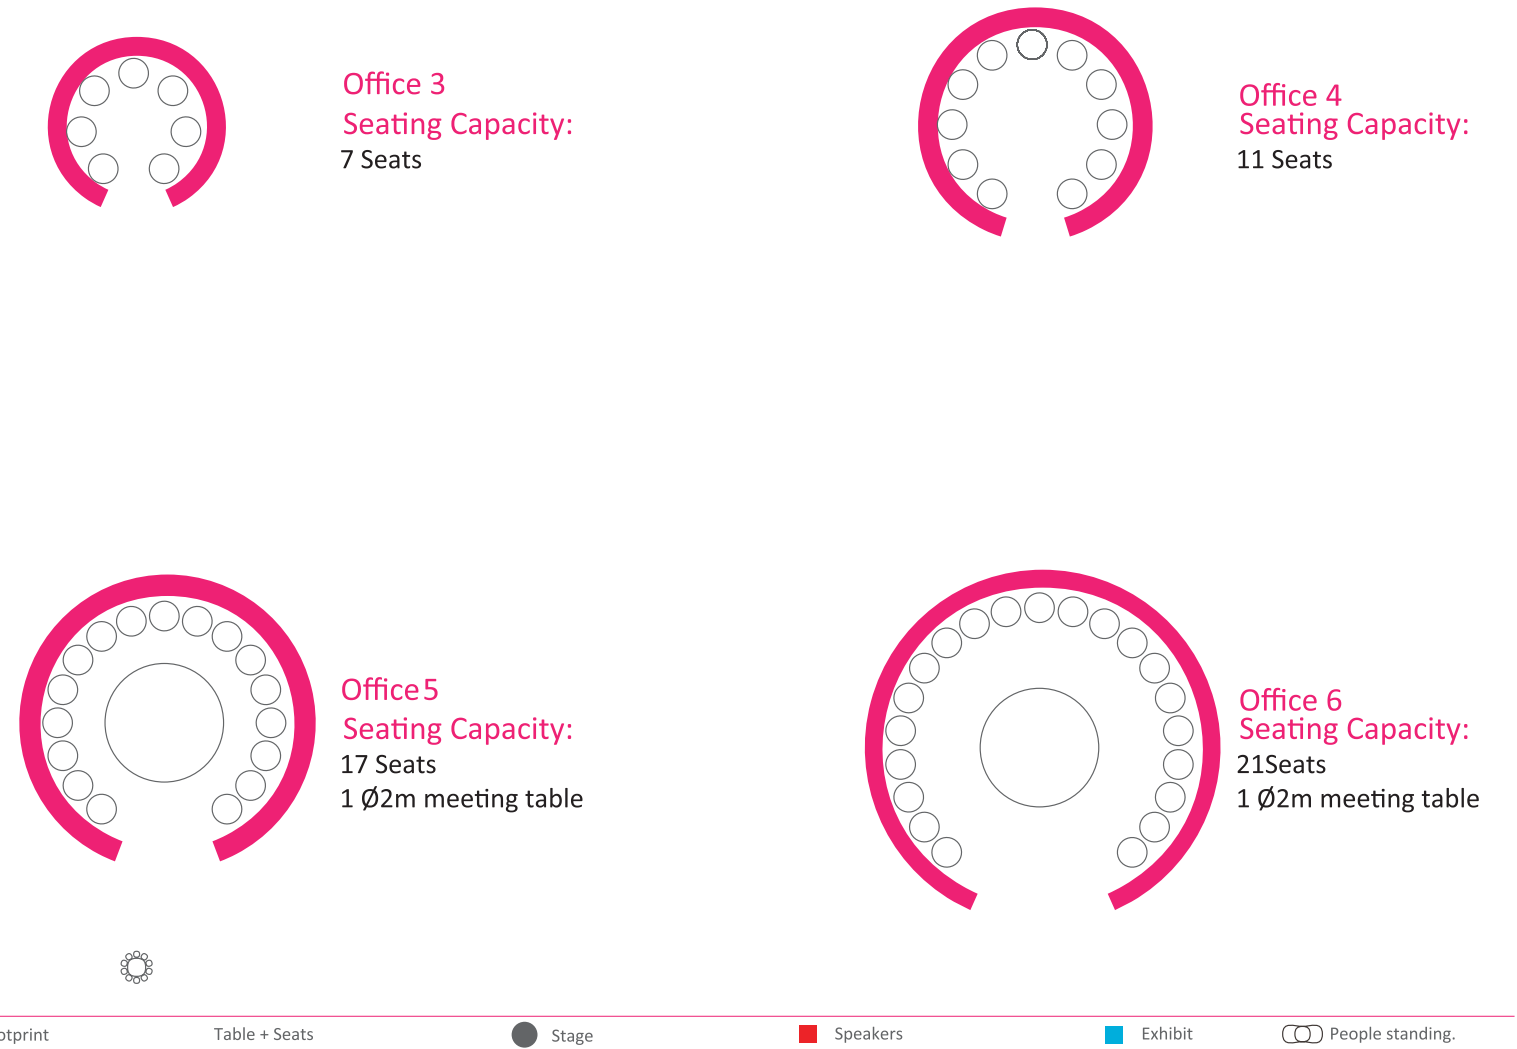 Office 3
Seating Capacity:
7 Seats
Office 4
Seating Capacity:
11 Seats
Office 5
Seating Capacity:
17 Seats
1 Ø2m meeting table
Office 6
Seating Capacity:
21Seats
1 Ø2m meeting table
otprint
Table + Seats
Stage
Speakers
Exhibit
People standing.